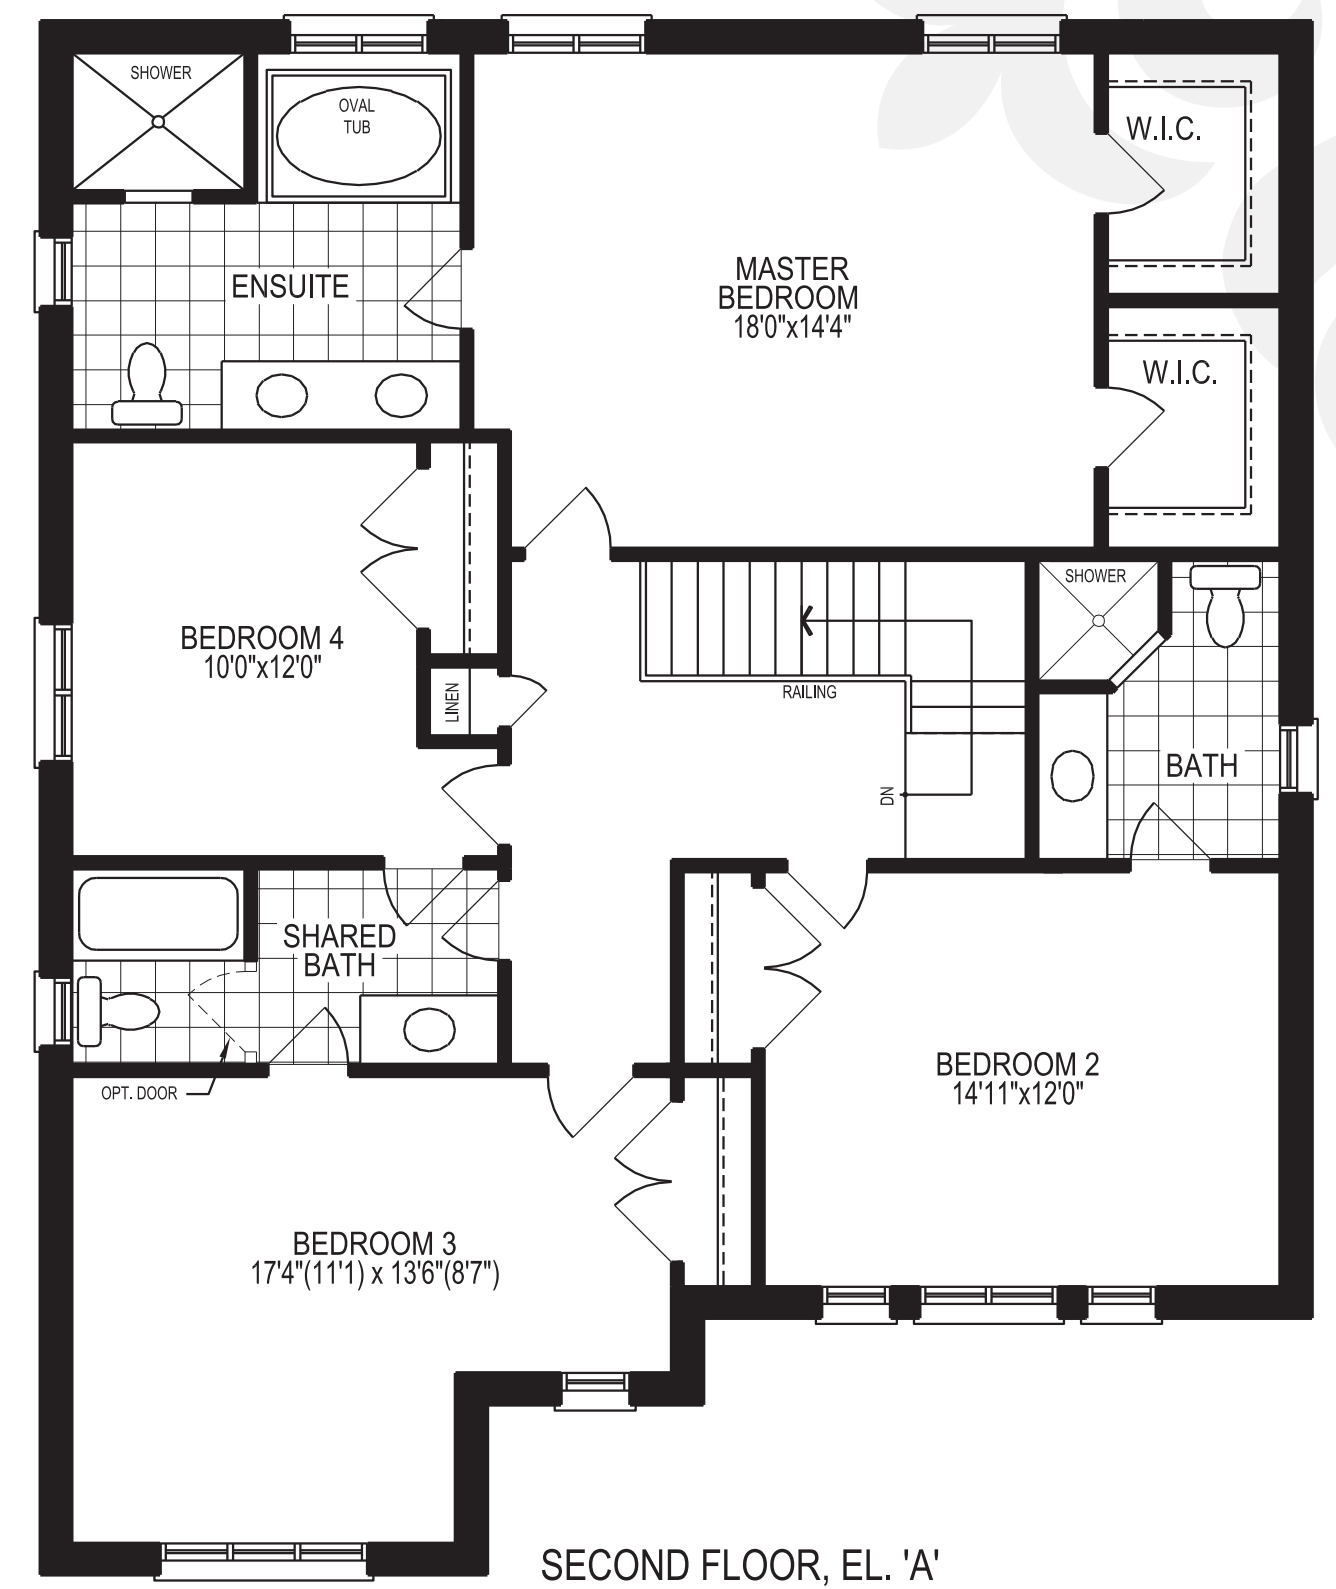 SHOWER
OVAL
TUB
W.I.C.
ENSUITE
MASTER
BEDROOM
18'0"x14'4"
W.I.C.
SHOWER
BEDROOM 4
10'0"x12'0"
LINEN
RAILING
BATH
DN
SHARED
BATH
OPT. DOOR
BEDROOM 2
14'11"x12'0"
BEDROOM 3
17'4"(11'1) x 13'6"(8'7")
SECOND FLOOR, EL. 'A'